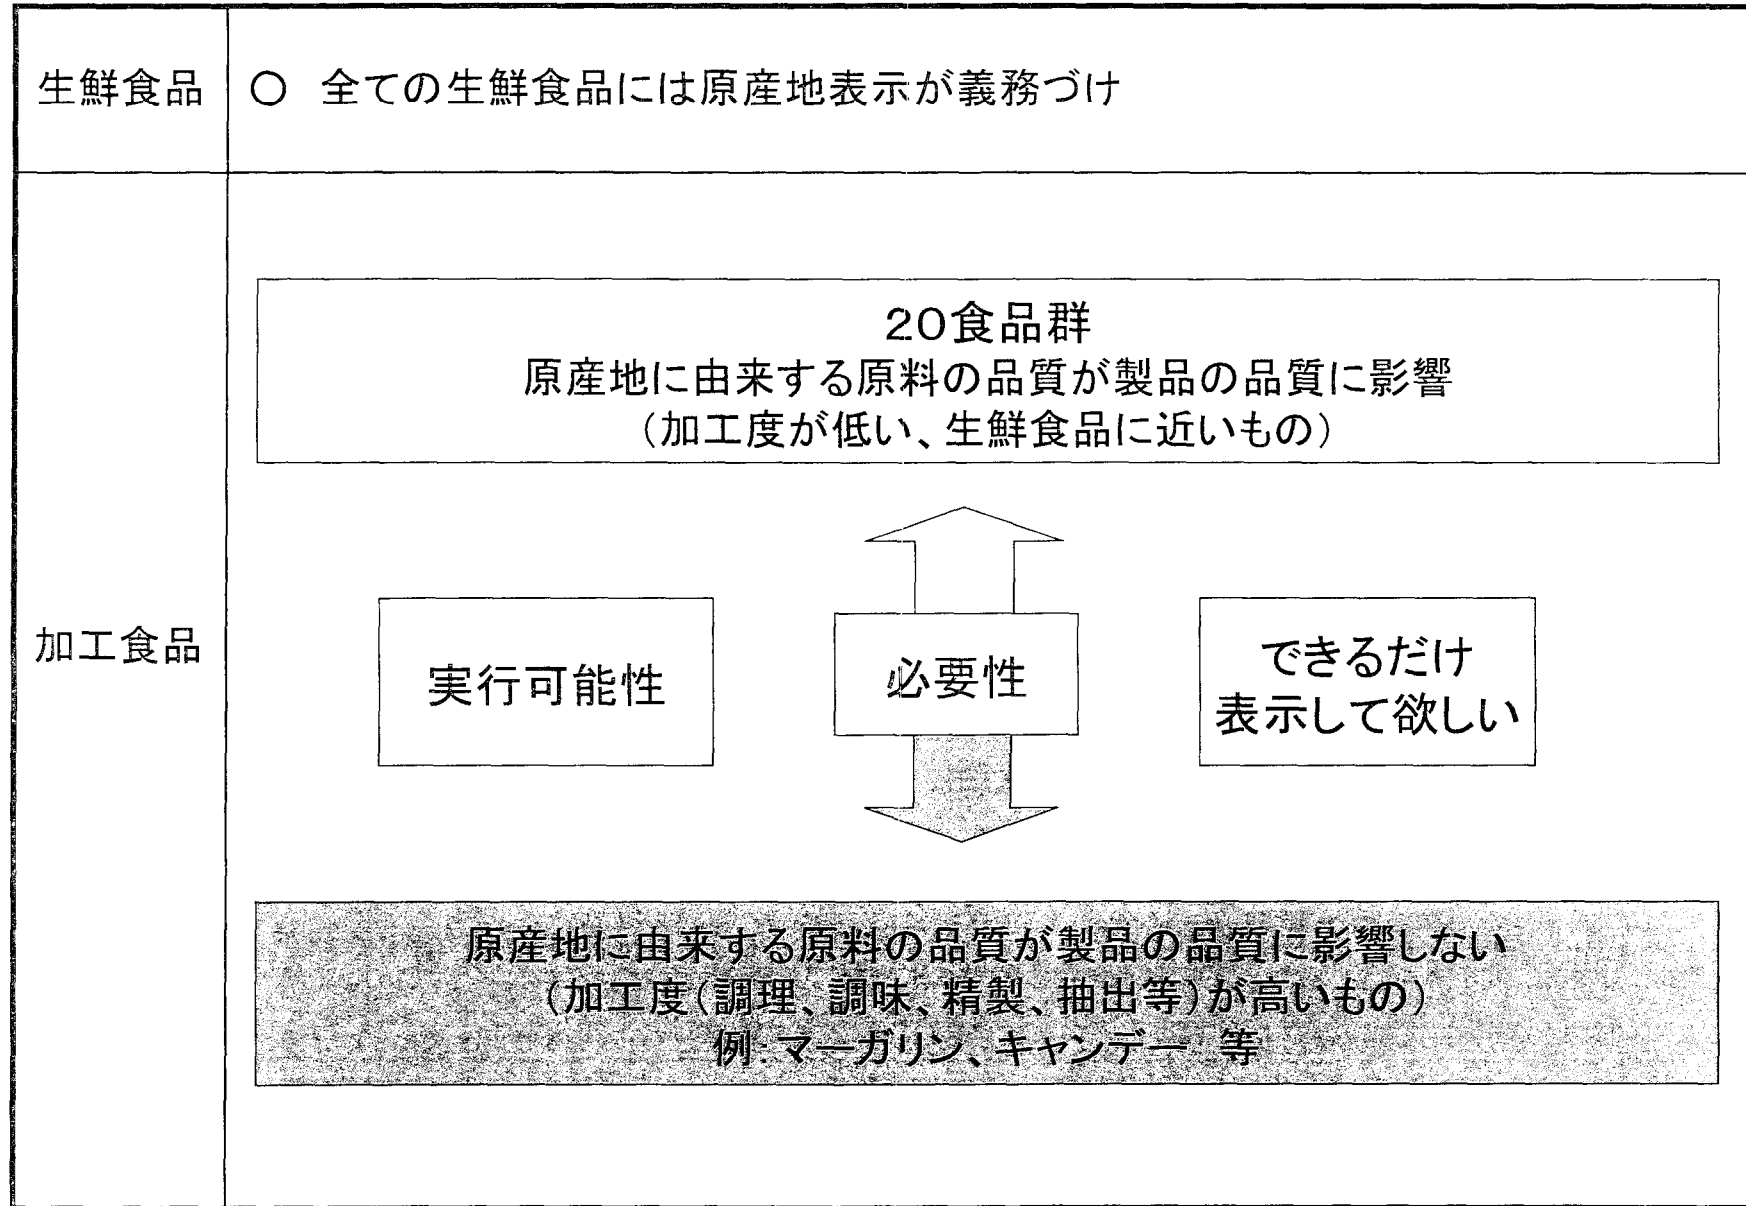 生鮮食品
○ 全ての生鮮食品には原産地表示が義務づけ
加工食品
20食品群
原産地に由来する原料の品質が製品の品質に影響
(加工度が低い、生鮮食品に近いもの)
実行可能性
必要性
できるだけ
表示して欲しい
原産地に由来する原料の品質が製品の品質に影響しない
(加工度(調理、調味、精製、抽出等)が高いもの)
例:マーガリン、キャンデー 等